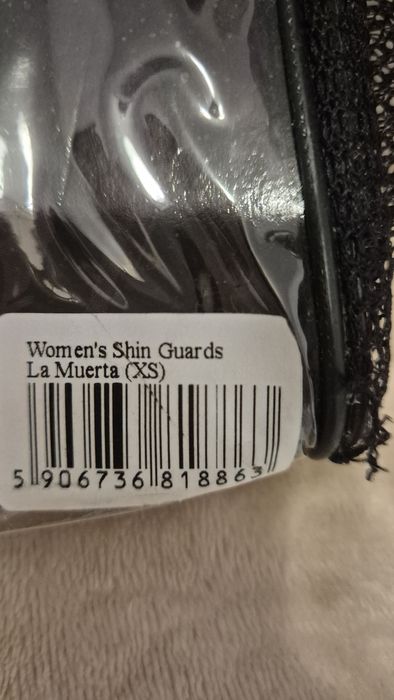 Women's Shin Guards
La Muerta (XS)
5 906736 818863